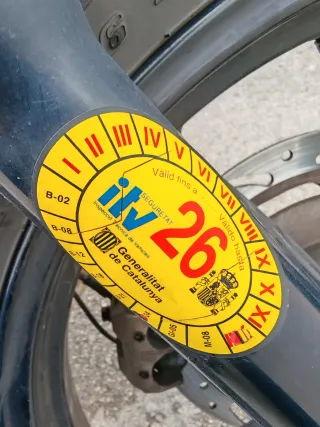 I II III IV V VI VII VIII IX X XI
Vàlid fins a
Válido hasta
B-02
itv
SEGURETAT
26
B-08
Generalitat
de Catalunya
M-08